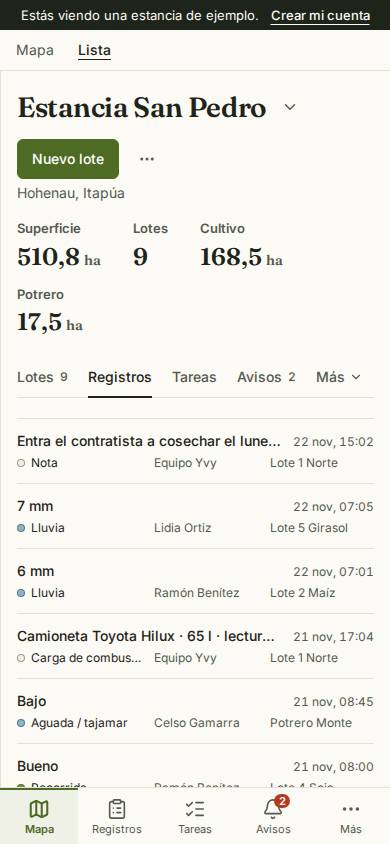 Estás viendo una estancia de ejemplo. Crear mi cuenta
Mapa Lista
Estancia San Pedro
Nuevo lote
Hohenau, Itapúa
Superficie Lotes Cultivo
510,8 ha 9 168,5 ha
Potrero
17,5 ha
Lotes 9 Registros Tareas Avisos 2 Más
Entra el contratista a cosechar el lune... 22 nov, 15:02
Nota Equipo Yvy Lote 1 Norte
7 mm 22 nov, 07:05
Lluvia Lidia Ortiz Lote 5 Girasol
6 mm 22 nov, 07:01
Lluvia Ramón Benítez Lote 2 Maíz
Camioneta Toyota Hilux · 65 l · lectur... 21 nov, 17:04
Carga de combus... Equipo Yvy Lote 1 Norte
Bajo 21 nov, 08:45
Aguada / tajamar Celso Gamarra Potrero Monte
Bueno 21 nov, 08:00
Recorrida Ramón Benítez Lote 4 Soja
2
Mapa Registros Tareas Avisos Más